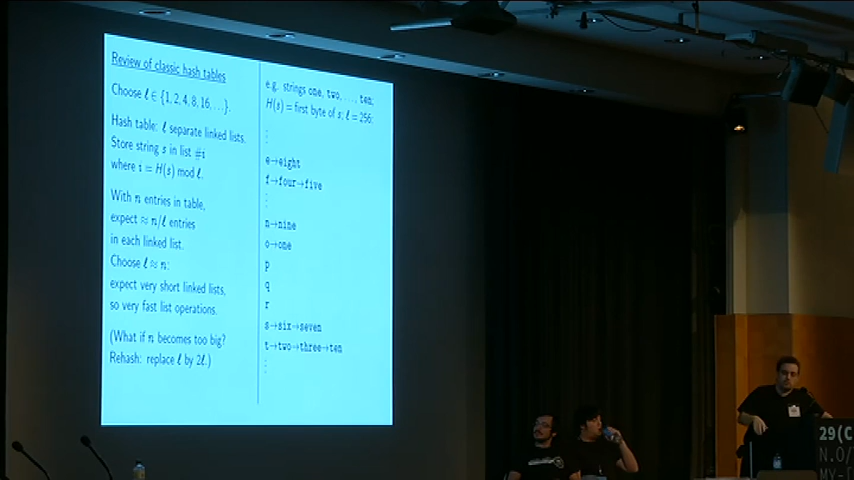 Review of classic hash tables
Choose ℓ ∈ {1, 2, 4, 8, 16, . . .}.
Hash table: ℓ separate linked lists.
Store string s in list #i
where i = H(s) mod ℓ.
With n entries in table,
expect ≈ n/ℓ entries
in each linked list.
Choose ℓ ≈ n:
expect very short linked lists,
so very fast list operations.
(What if n becomes too big?
Rehash: replace ℓ by 2ℓ.)
e.g. strings one, two, . . . , ten;
H(s) = first byte of s; ℓ = 256:
⋮
e→eight
f→four→five
⋮
n→nine
o→one
p
q
r
s→six→seven
t→two→three→ten
⋮
29(C
N.O/
MY-[